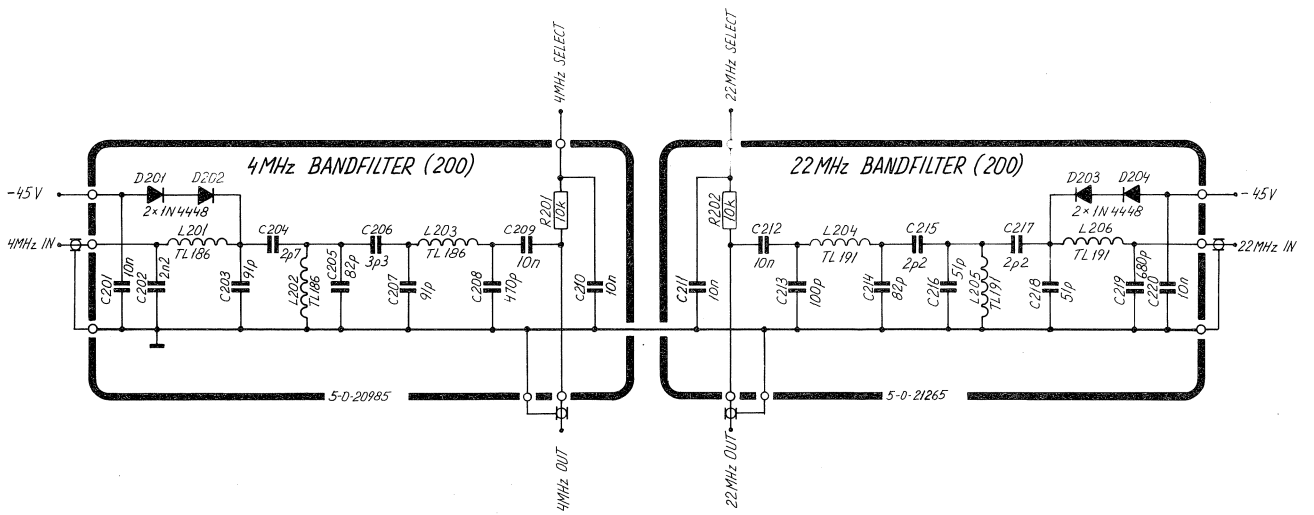 4MHz SELECT
22MHz SELECT
4MHz BANDFILTER (200)
-45V
D201
D202
2×1N4448
4MHz IN
L201
TL186
C201
10n
C202
2n2
C203
91p
C204
2p7
L202
TL186
C205
82p
C206
3p3
C207
91p
L203
TL186
C208
470p
C209
10n
R201
10k
C210
10n
5-0-20985
4MHz OUT
22MHz BANDFILTER (200)
C211
10n
R202
10k
C212
10n
C213
100p
L204
TL191
C214
82p
C215
2p2
C216
51p
L205
TL191
C217
2p2
C218
51p
D203
D204
2×1N4448
L206
TL191
C219
680p
C220
10n
-45V
22MHz IN
5-0-21265
22MHz OUT